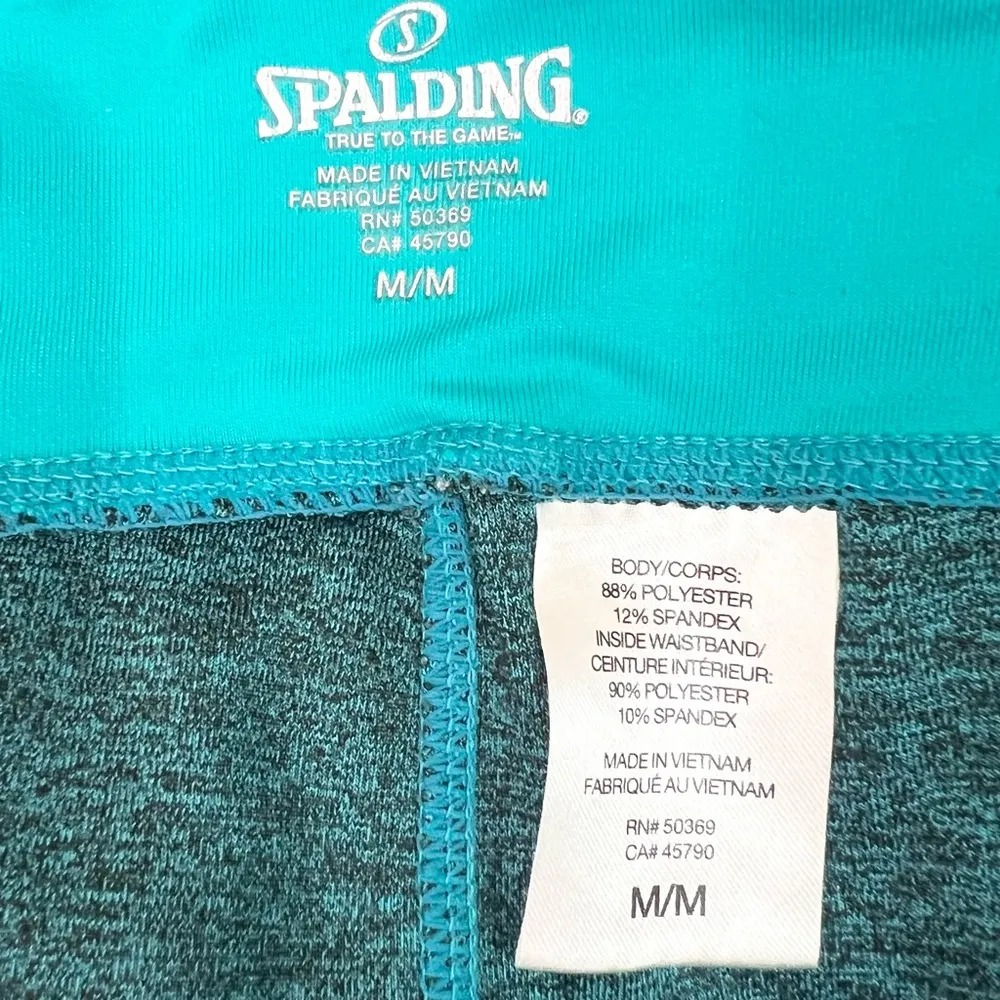 S
SPALDING®
TRUE TO THE GAME™
MADE IN VIETNAM
FABRIQUÉ AU VIETNAM
RN# 50369
CA# 45790
M/M
BODY/CORPS:
88% POLYESTER
12% SPANDEX
INSIDE WAISTBAND/
CEINTURE INTÉRIEUR:
90% POLYESTER
10% SPANDEX
MADE IN VIETNAM
FABRIQUÉ AU VIETNAM
RN# 50369
CA# 45790
M/M